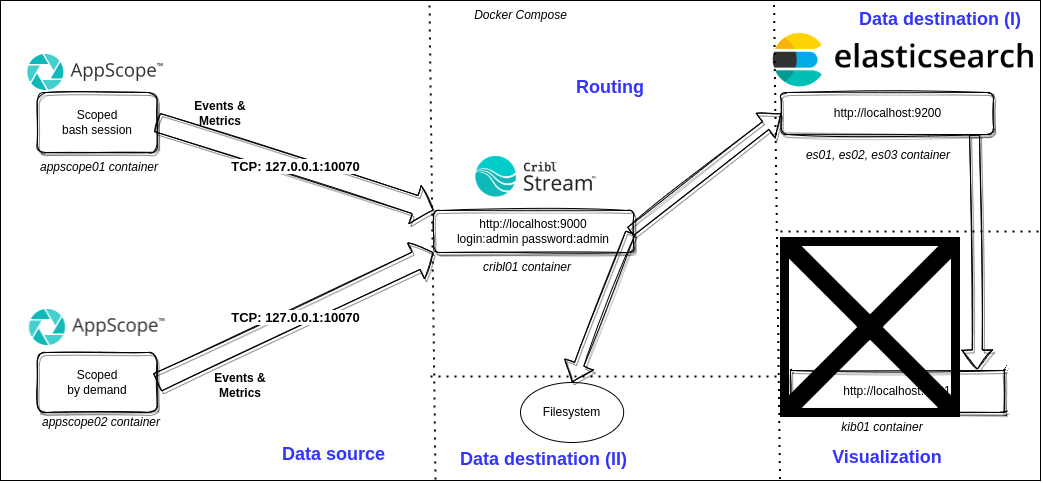 Docker Compose
Data destination (I)
AppScope™
elasticsearch
Routing
Scoped
bash session
Events &
Metrics
http://localhost:9200
appscope01 container
TCP: 127.0.0.1:10070
es01, es02, es03 container
Cribl
Stream™
http://localhost:9000
login:admin password:admin
cribl01 container
AppScope™
TCP: 127.0.0.1:10070
Scoped
by demand
Events &
Metrics
http://localhost:
appscope02 container
Filesystem
kib01 container
Data source
Data destination (II)
Visualization